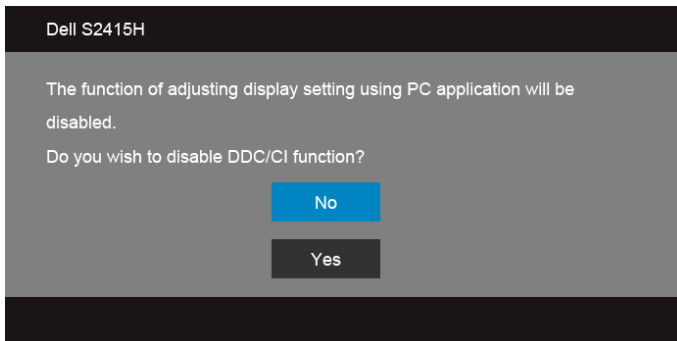 Dell S2415H
The function of adjusting display setting using PC application will be
disabled.
Do you wish to disable DDC/CI function?
No
Yes